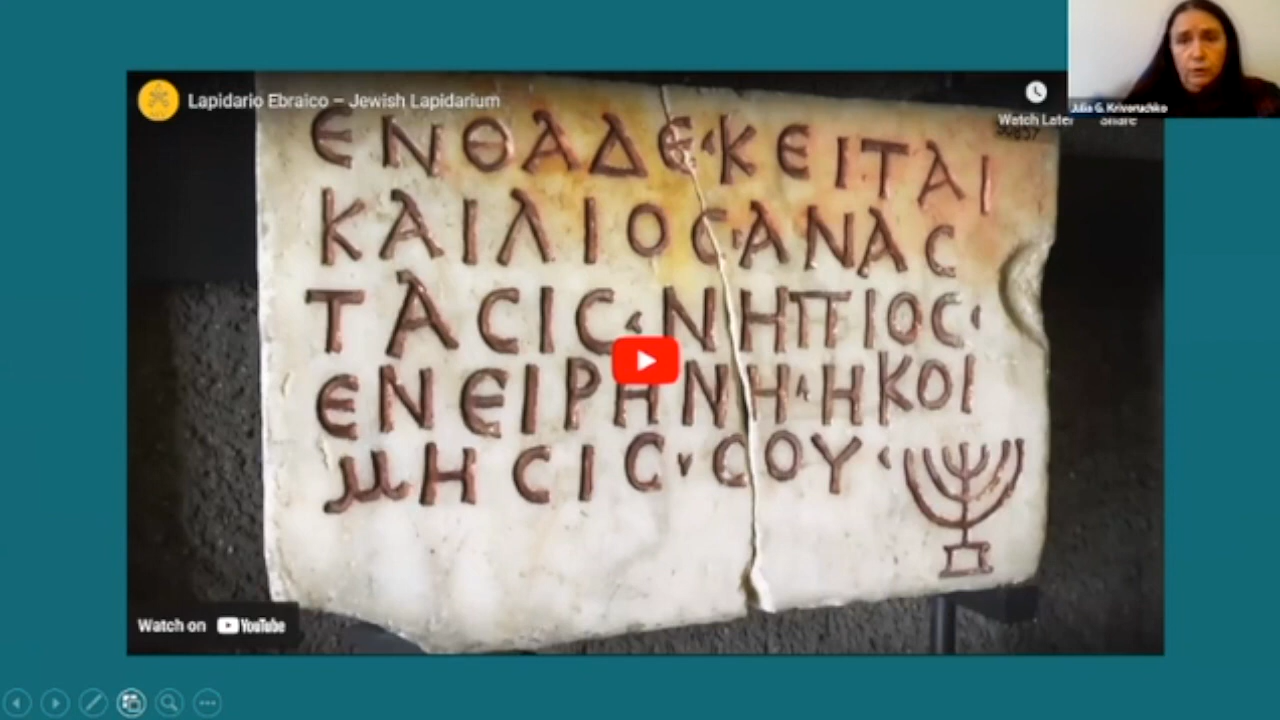 Lapidario Ebraico – Jewish Lapidarium
Watch Later
Share
Julia G. Krivoruchko
30837
ΕΝΘΑΔΕ·ΚΕΙΤΑΙ
ΚΑΙΛΙΟϹ·ΑΝΑϹ
ΤΑϹΙϹ·ΝΗΠΙΟϹ·
ΕΝΕΙΡΗΝΗ·ΗΚΟΙ
ΜΗϹΙϹ·ϹΟΥ·
Watch on YouTube